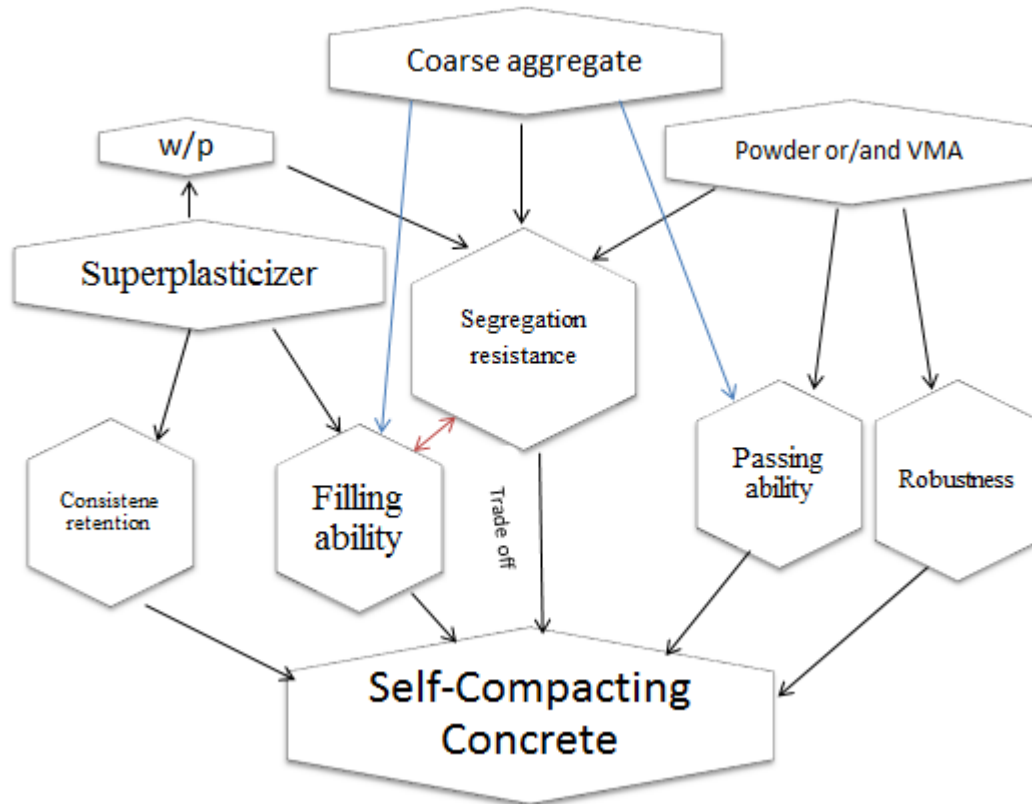 Coarse aggregate
w/p
Powder or/and VMA
Superplasticizer
Segregation
resistance
Consistene
retention
Filling
ability
Trade off
Passing
ability
Robustness
Self-Compacting
Concrete